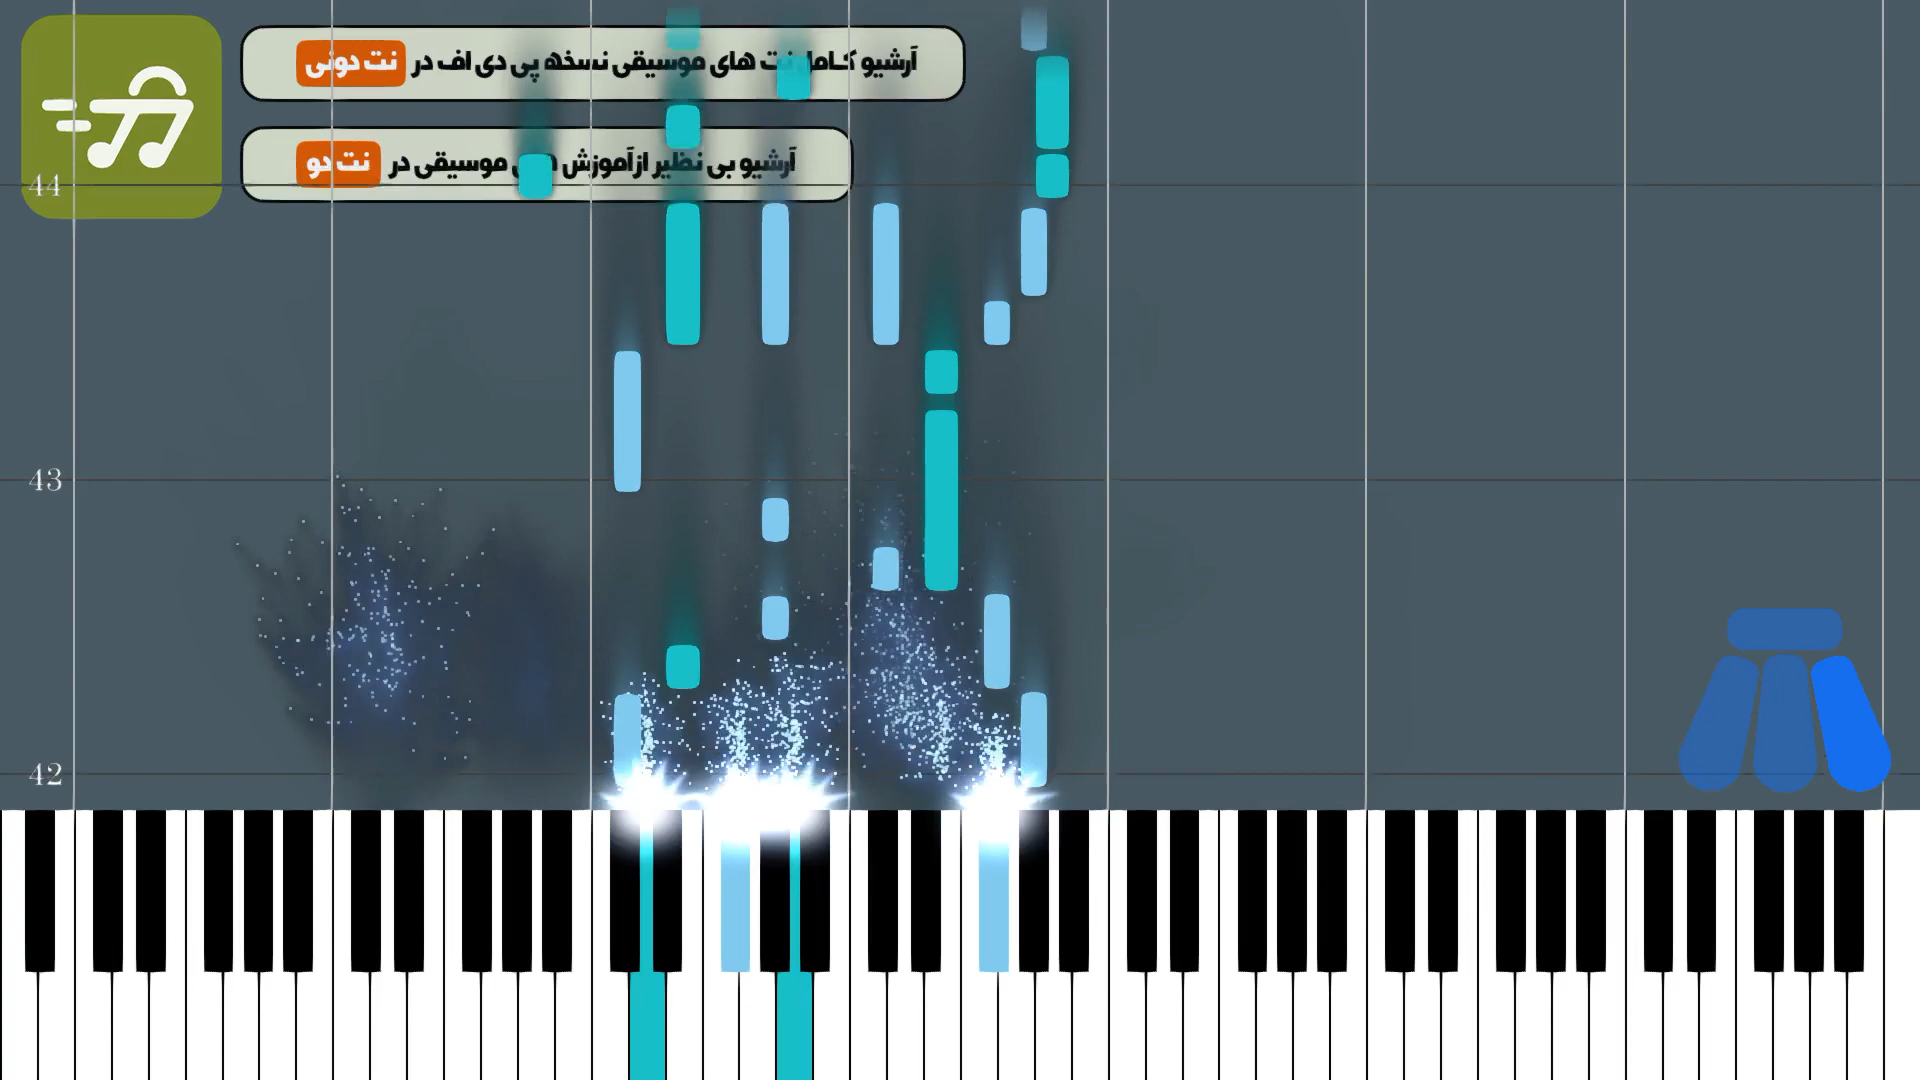 آرشیو کامل نت های موسیقی نسخه پی دی اف در نت دونی
آرشیو بی نظیر از آموزش موسیقی در نت دو
44
43
42